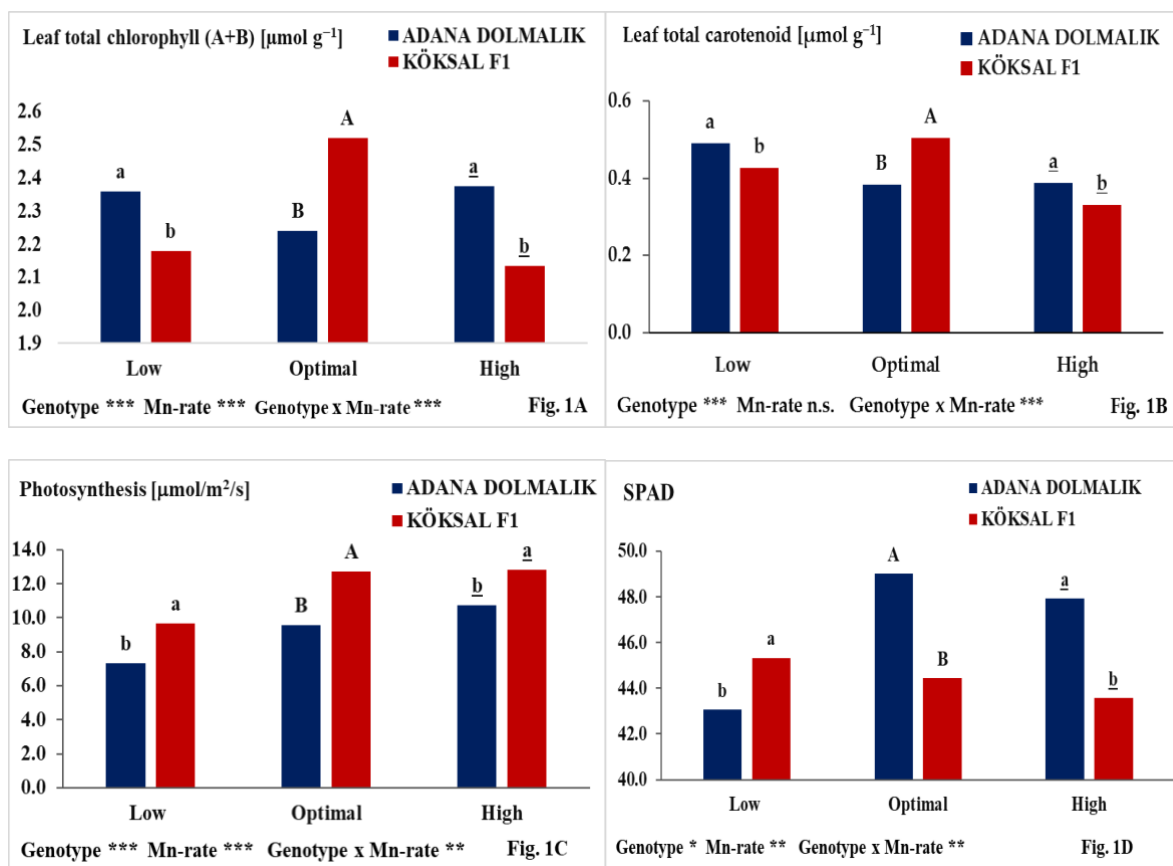 Leaf total chlorophyll (A+B) [µmol g⁻¹]
ADANA DOLMALIK
KÖKSAL F1
2.6
2.5
2.4
2.3
2.2
2.1
2.0
1.9
a
b
B
A
a
b
Low Optimal High
Genotype *** Mn-rate *** Genotype x Mn-rate *** Fig. 1A
Leaf total carotenoid [µmol g⁻¹]
ADANA DOLMALIK
KÖKSAL F1
0.6
0.4
0.2
0.0
a
b
B
A
a
b
Low Optimal High
Genotype *** Mn-rate n.s. Genotype x Mn-rate *** Fig. 1B
Photosynthesis [µmol/m²/s]
ADANA DOLMALIK
KÖKSAL F1
14.0
12.0
10.0
8.0
6.0
4.0
2.0
0.0
b
a
B
A
b
a
Low Optimal High
Genotype *** Mn-rate *** Genotype x Mn-rate ** Fig. 1C
SPAD
ADANA DOLMALIK
KÖKSAL F1
50.0
48.0
46.0
44.0
42.0
40.0
b
a
A
B
a
b
Low Optimal High
Genotype * Mn-rate ** Genotype x Mn-rate ** Fig. 1D